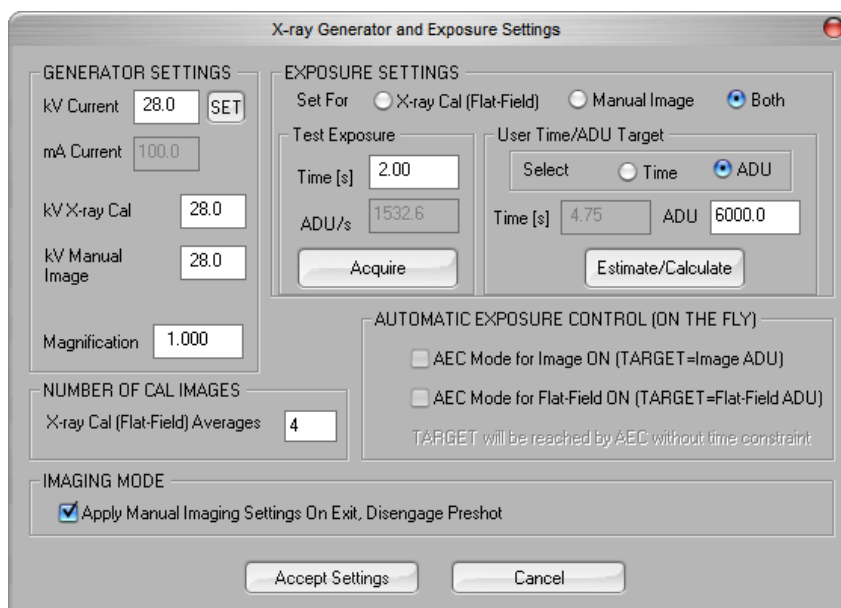 X-ray Generator and Exposure Settings
GENERATOR SETTINGS
kV Current 28.0 SET
mA Current 100.0
kV X-ray Cal 28.0
kV Manual 28.0
Image
Magnification 1.000
EXPOSURE SETTINGS
Set For X-ray Cal (Flat-Field) Manual Image Both
Test Exposure
Time [s] 2.00
ADU/s 1532.6
Acquire
User Time/ADU Target
Select Time ADU
Time [s] 4.75 ADU 6000.0
Estimate/Calculate
AUTOMATIC EXPOSURE CONTROL (ON THE FLY)
AEC Mode for Image ON (TARGET=Image ADU)
AEC Mode for Flat-Field ON (TARGET=Flat-Field ADU)
TARGET will be reached by AEC without time constraint
NUMBER OF CAL IMAGES
X-ray Cal (Flat-Field) Averages 4
IMAGING MODE
Apply Manual Imaging Settings On Exit, Disengage Preshot
Accept Settings Cancel